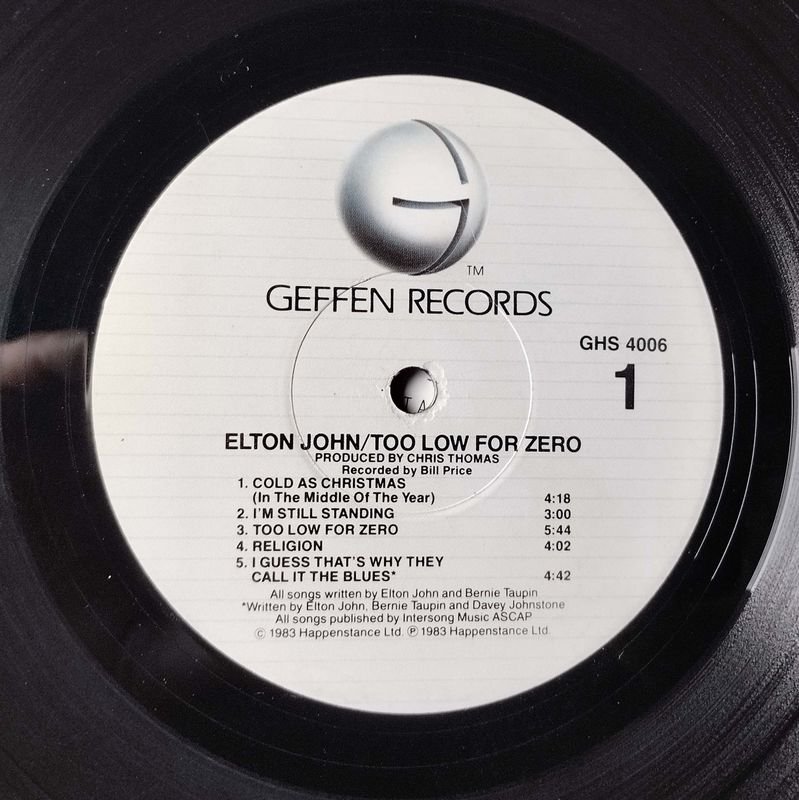 TM
GEFFEN RECORDS
GHS 4006
1
ELTON JOHN/TOO LOW FOR ZERO
PRODUCED BY CHRIS THOMAS
Recorded by Bill Price
1. COLD AS CHRISTMAS
(In The Middle Of The Year) 4:18
2. I'M STILL STANDING 3:00
3. TOO LOW FOR ZERO 5:44
4. RELIGION 4:02
5. I GUESS THAT'S WHY THEY
CALL IT THE BLUES* 4:42
All songs written by Elton John and Bernie Taupin
*Written by Elton John, Bernie Taupin and Davey Johnstone
All songs published by Intersong Music ASCAP
© 1983 Happenstance Ltd. ℗ 1983 Happenstance Ltd.